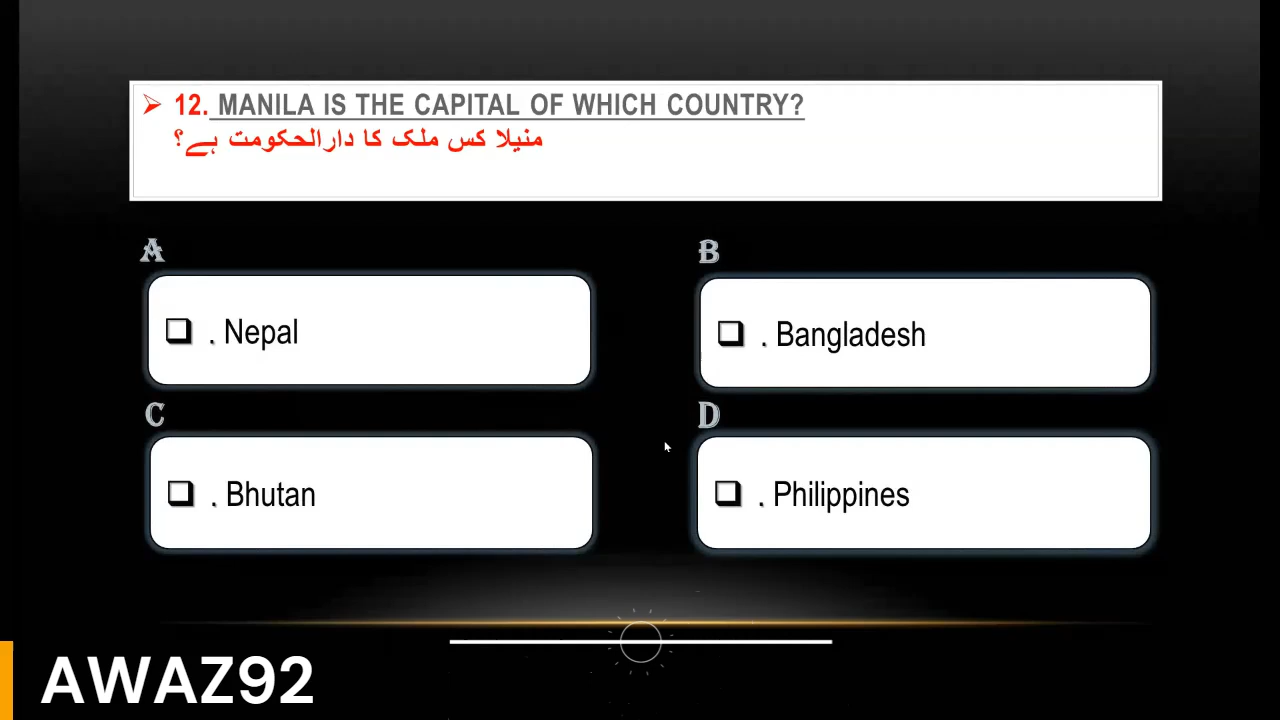 12. MANILA IS THE CAPITAL OF WHICH COUNTRY?
منیلا کس ملک کا دارالحکومت ہے؟
A
. Nepal
B
. Bangladesh
C
. Bhutan
D
. Philippines
AWAZ92